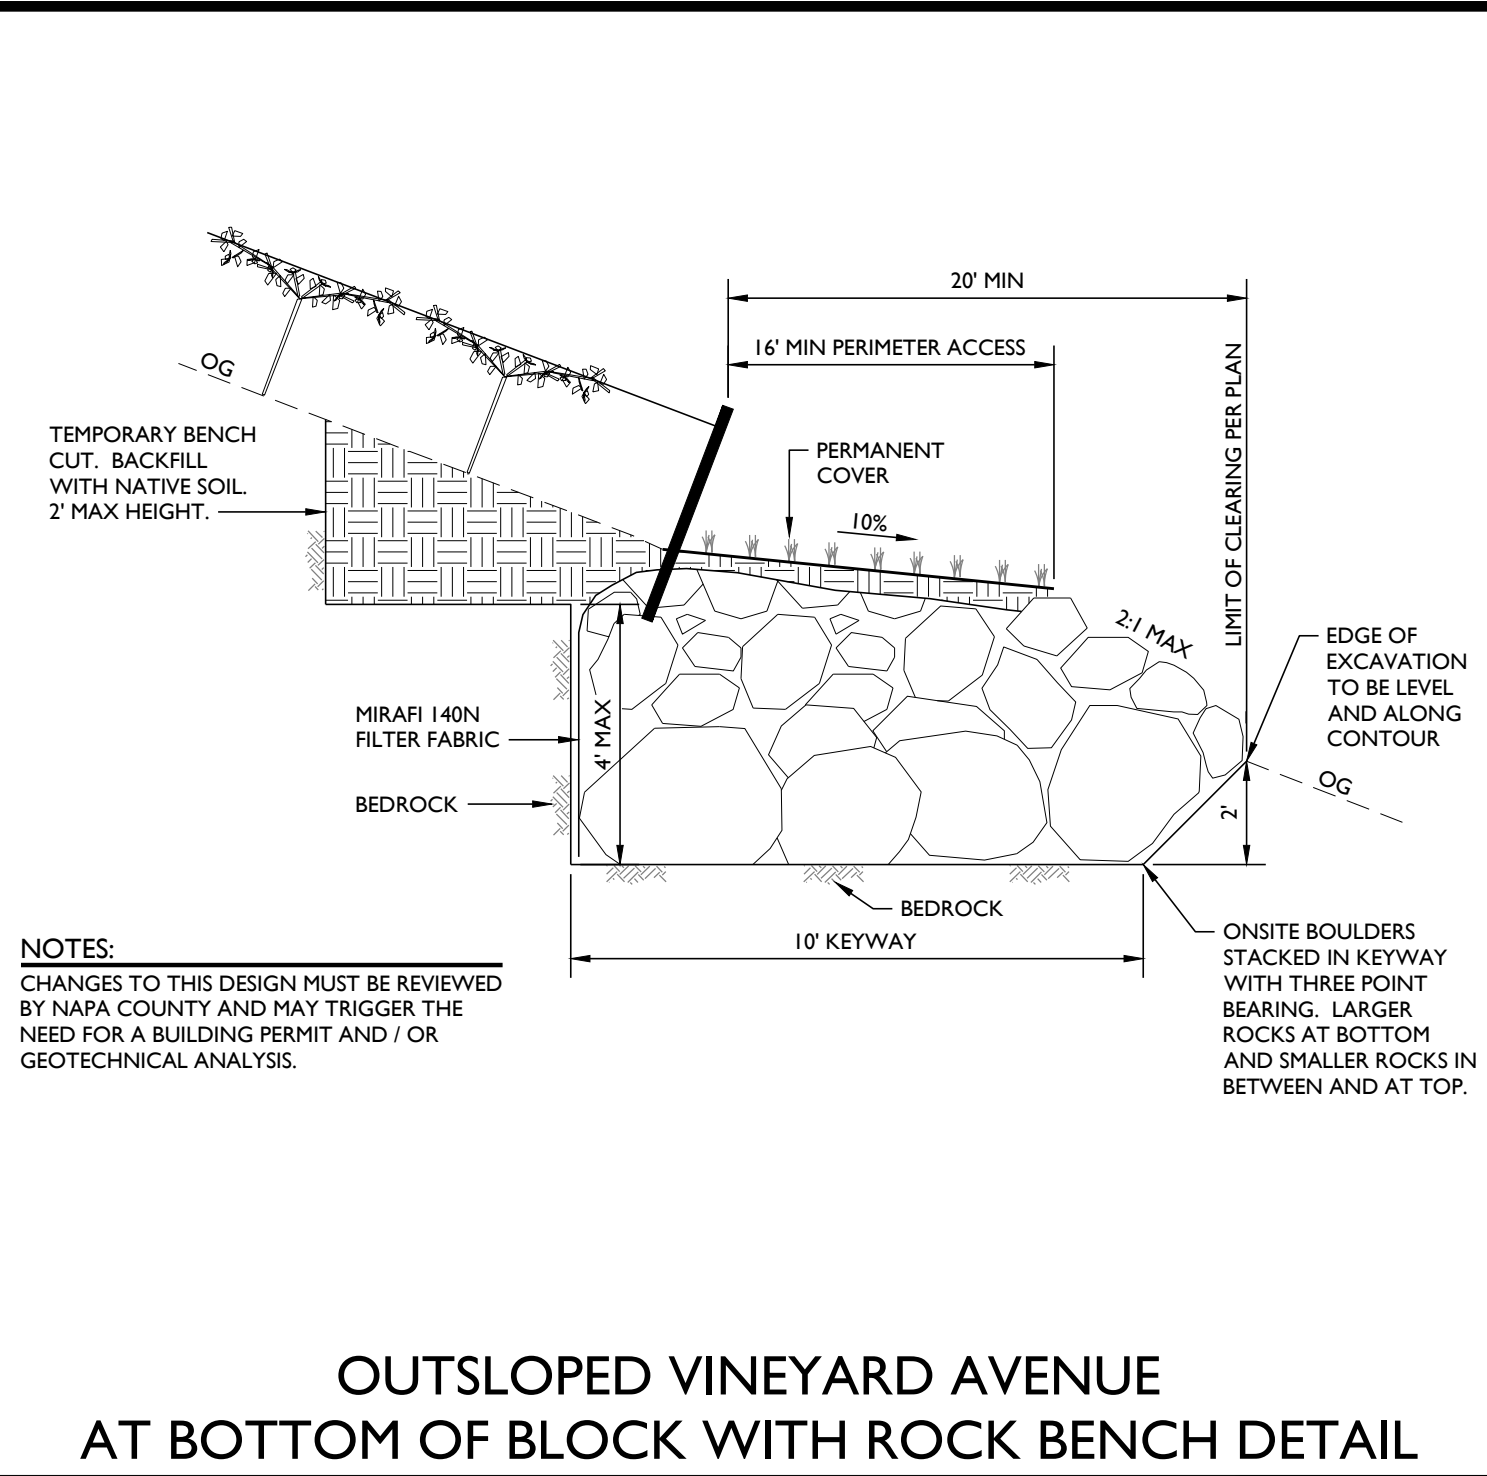 20' MIN
16' MIN PERIMETER ACCESS
OG
LIMIT OF CLEARING PER PLAN
TEMPORARY BENCH
CUT. BACKFILL
WITH NATIVE SOIL.
2' MAX HEIGHT.
PERMANENT
COVER
10%
2:1 MAX
EDGE OF
EXCAVATION
TO BE LEVEL
AND ALONG
CONTOUR
MIRAFI 140N
FILTER FABRIC
4' MAX
OG
BEDROCK
2'
BEDROCK
10' KEYWAY
ONSITE BOULDERS
STACKED IN KEYWAY
WITH THREE POINT
BEARING. LARGER
ROCKS AT BOTTOM
AND SMALLER ROCKS IN
BETWEEN AND AT TOP.
NOTES:
CHANGES TO THIS DESIGN MUST BE REVIEWED
BY NAPA COUNTY AND MAY TRIGGER THE
NEED FOR A BUILDING PERMIT AND / OR
GEOTECHNICAL ANALYSIS.
OUTSLOPED VINEYARD AVENUE
AT BOTTOM OF BLOCK WITH ROCK BENCH DETAIL